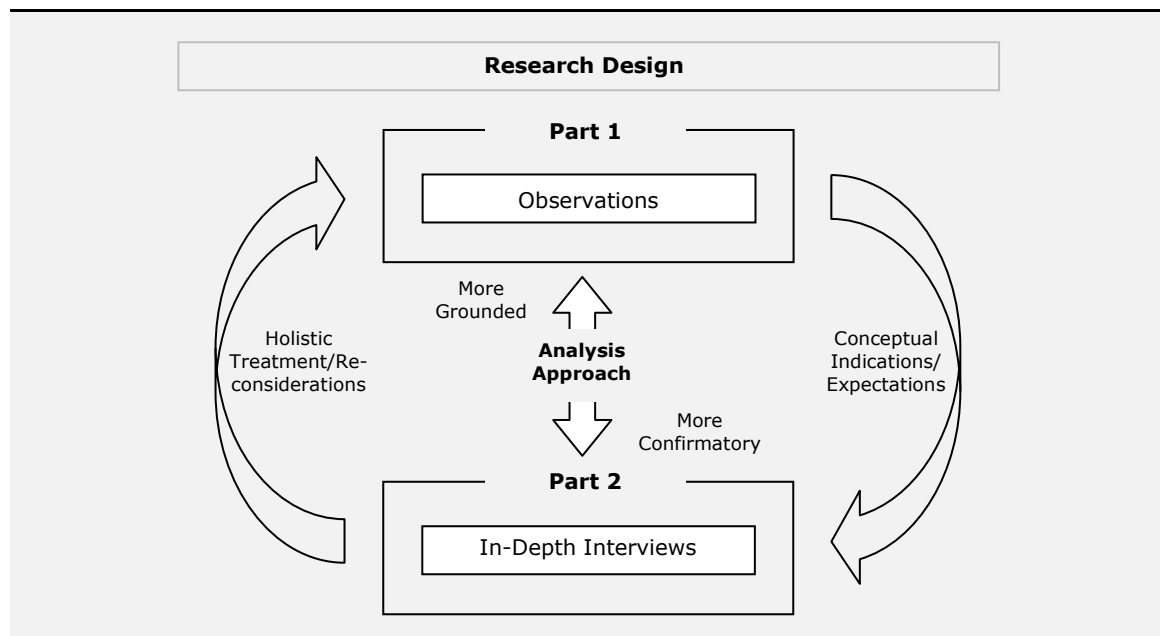 Research Design
Part 1
Observations
More
Grounded
Holistic
Treatment/Re-
considerations
Analysis
Approach
Conceptual
Indications/
Expectations
More
Confirmatory
Part 2
In-Depth Interviews